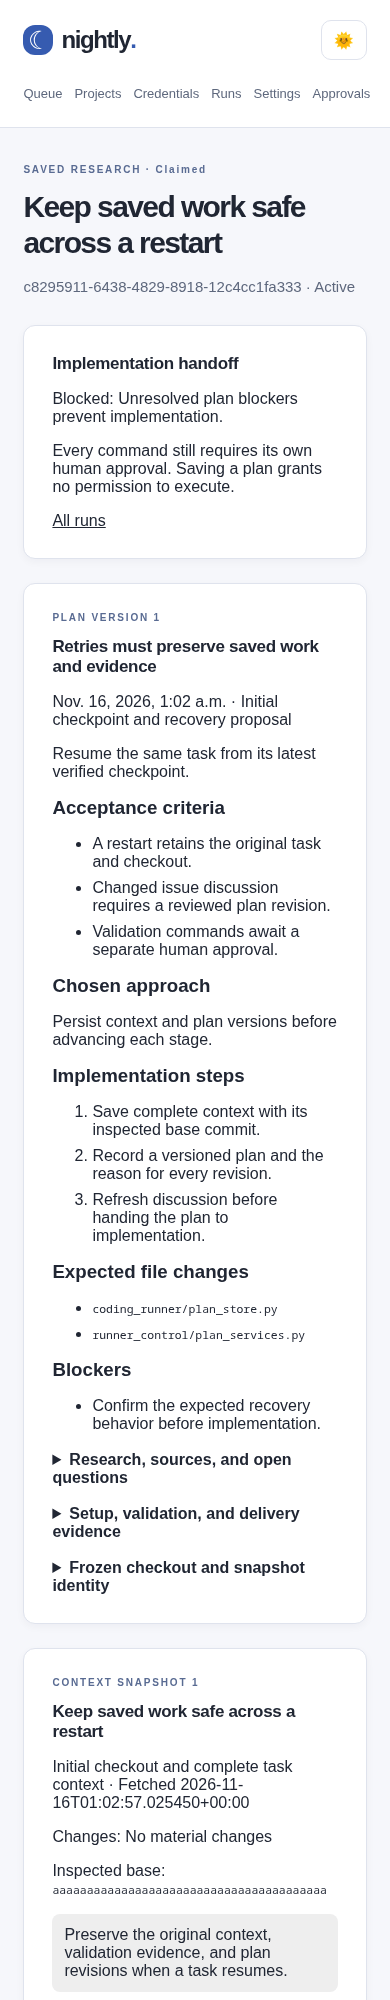 nightly.
Queue Projects Credentials Runs Settings Approvals
SAVED RESEARCH · Claimed
Keep saved work safe
across a restart
c8295911-6438-4829-8918-12c4cc1fa333 · Active
Implementation handoff
Blocked: Unresolved plan blockers
prevent implementation.
Every command still requires its own
human approval. Saving a plan grants
no permission to execute.
All runs
PLAN VERSION 1
Retries must preserve saved work
and evidence
Nov. 16, 2026, 1:02 a.m. · Initial
checkpoint and recovery proposal
Resume the same task from its latest
verified checkpoint.
Acceptance criteria
• A restart retains the original task
and checkout.
• Changed issue discussion
requires a reviewed plan revision.
• Validation commands await a
separate human approval.
Chosen approach
Persist context and plan versions before
advancing each stage.
Implementation steps
1. Save complete context with its
inspected base commit.
2. Record a versioned plan and the
reason for every revision.
3. Refresh discussion before
handing the plan to
implementation.
Expected file changes
• coding_runner/plan_store.py
• runner_control/plan_services.py
Blockers
• Confirm the expected recovery
behavior before implementation.
▶ Research, sources, and open
questions
▶ Setup, validation, and delivery
evidence
▶ Frozen checkout and snapshot
identity
CONTEXT SNAPSHOT 1
Keep saved work safe across a
restart
Initial checkout and complete task
context · Fetched 2026-11-
16T01:02:57.025450+00:00
Changes: No material changes
Inspected base:
aaaaaaaaaaaaaaaaaaaaaaaaaaaaaaaaaaaaaaaa
Preserve the original context,
validation evidence, and plan
revisions when a task resumes.